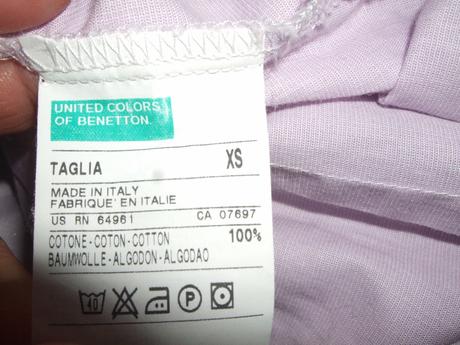 UNITED COLORS
OF BENETTON.
TAGLIA XS
MADE IN ITALY
FABRIQUE' EN ITALIE
US RN 64961 CA 07697
COTONE-COTON-COTTON 100%
BAUMWOLLE-ALGODON-ALGODAO
40 P